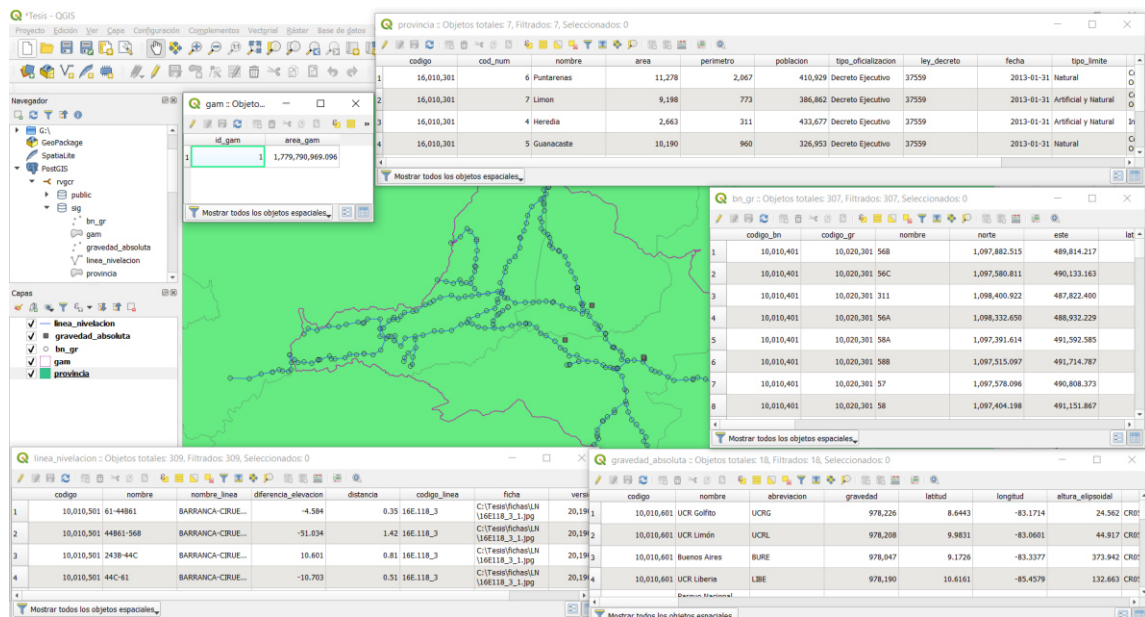 *Tesis - QGIS
Proyecto Edición Ver Capa Configuración Complementos Vectorial Ráster Base de datos
Navegador
G:\
GeoPackage
SpatiaLite
PostGIS
rvgcr
public
sig
bn_gr
gam
gravedad_absoluta
linea_nivelacion
provincia
Capas
linea_nivelacion
gravedad_absoluta
bn_gr
gam
provincia
gam :: Objeto...
id_gam area_gam
1 1 1,779,790,969.096
Mostrar todos los objetos espaciales
provincia :: Objetos totales: 7, Filtrados: 7, Seleccionados: 0
codigo cod_num nombre area perimetro poblacion tipo_oficializacion ley_decreto fecha tipo_limite
1 16,010,301 6 Puntarenas 11,278 2,067 410,929 Decreto Ejecutivo 37559 2013-01-31 Natural
2 16,010,301 7 Limon 9,198 773 386,862 Decreto Ejecutivo 37559 2013-01-31 Artificial y Natural
3 16,010,301 4 Heredia 2,663 311 433,677 Decreto Ejecutivo 37559 2013-01-31 Artificial y Natural
4 16,010,301 5 Guanacaste 10,190 960 326,953 Decreto Ejecutivo 37559 2013-01-31 Natural
Mostrar todos los objetos espaciales
bn_gr :: Objetos totales: 307, Filtrados: 307, Seleccionados: 0
codigo_bn codigo_gr nombre norte este lat
1 10,010,401 10,020,301 56B 1,097,882.515 489,814.217
2 10,010,401 10,020,301 56C 1,097,580.811 490,133.163
3 10,010,401 10,020,301 311 1,098,400.922 487,822.400
4 10,010,401 10,020,301 56A 1,098,332.650 488,932.229
5 10,010,401 10,020,301 58A 1,097,391.614 491,592.585
6 10,010,401 10,020,301 58B 1,097,515.097 491,714.787
7 10,010,401 10,020,301 57 1,097,578.096 490,808.373
8 10,010,401 10,020,301 58 1,097,404.198 491,151.867
Mostrar todos los objetos espaciales
linea_nivelacion :: Objetos totales: 309, Filtrados: 309, Seleccionados: 0
codigo nombre nombre_linea diferencia_elevacion distancia codigo_linea ficha versi
1 10,010,501 61-44B61 BARRANCA-CIRUE... -4.584 0.35 16E.118_3 C:\Tesis\fichas\LN
\16E118_3_1.jpg 20,19
2 10,010,501 44B61-56B BARRANCA-CIRUE... -51.034 1.42 16E.118_3 C:\Tesis\fichas\LN
\16E118_3_1.jpg 20,19
3 10,010,501 243B-44C BARRANCA-CIRUE... 10.601 0.81 16E.118_3 C:\Tesis\fichas\LN
\16E118_3_1.jpg 20,19
4 10,010,501 44C-61 BARRANCA-CIRUE... -10.703 0.51 16E.118_3 C:\Tesis\fichas\LN
\16E118_3_1.jpg 20,19
Mostrar todos los objetos espaciales
gravedad_absoluta :: Objetos totales: 18, Filtrados: 18, Seleccionados: 0
codigo nombre abreviacion gravedad latitud longitud altura_elipsoidal
1 10,010,601 UCR Golfito UCRG 978,226 8.6443 -83.1714 24.562 CR05
2 10,010,601 UCR Limón UCRL 978,208 9.9831 -83.0601 44.917 CR05
3 10,010,601 Buenos Aires BURE 978,047 9.1726 -83.3377 373.942 CR05
4 10,010,601 UCR Liberia LIBE 978,190 10.6161 -85.4579 132.663 CR05
Parque Nacional
Mostrar todos los objetos espaciales